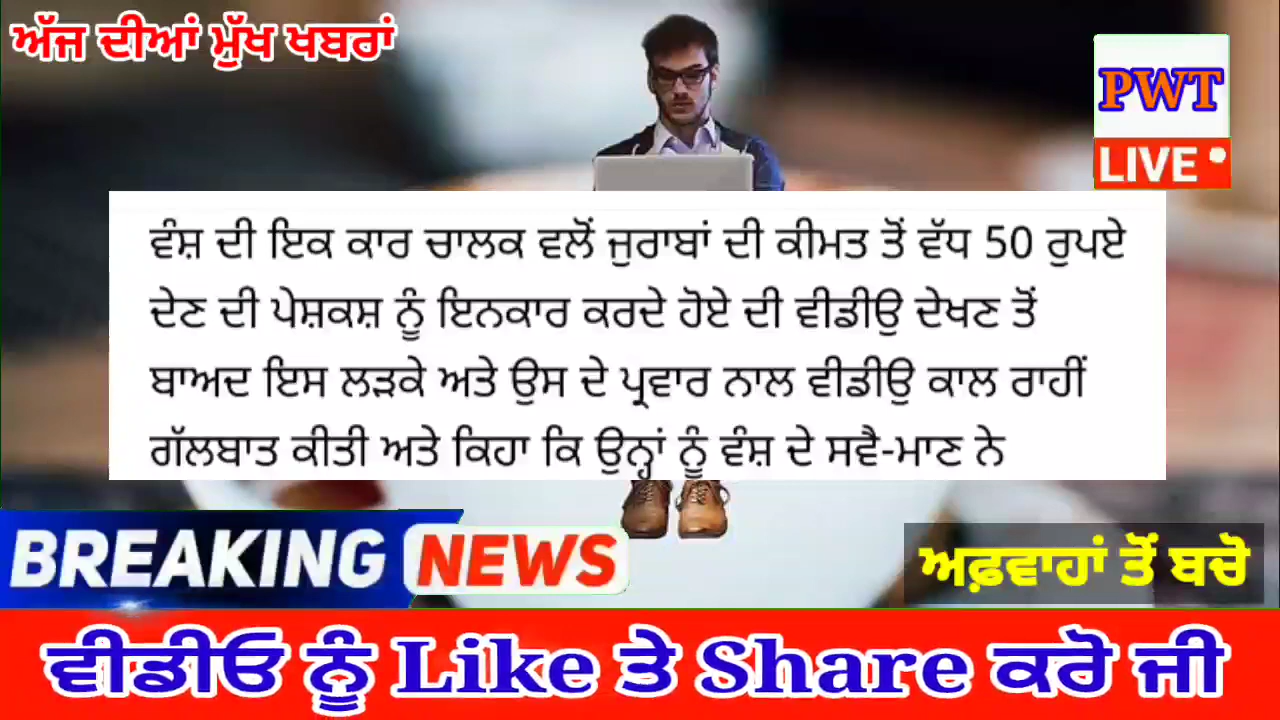 ਅੱਜ ਦੀਆਂ ਮੁੱਖ ਖਬਰਾਂ
PWT
LIVE
ਵੰਸ਼ ਦੀ ਇਕ ਕਾਰ ਚਾਲਕ ਵਲੋਂ ਜੁਰਾਬਾਂ ਦੀ ਕੀਮਤ ਤੋਂ ਵੱਧ 50 ਰੁਪਏ
ਦੇਣ ਦੀ ਪੇਸ਼ਕਸ਼ ਨੂੰ ਇਨਕਾਰ ਕਰਦੇ ਹੋਏ ਦੀ ਵੀਡੀਉ ਦੇਖਣ ਤੋਂ
ਬਾਅਦ ਇਸ ਲੜਕੇ ਅਤੇ ਉਸ ਦੇ ਪ੍ਰਵਾਰ ਨਾਲ ਵੀਡੀਉ ਕਾਲ ਰਾਹੀਂ
ਗੱਲਬਾਤ ਕੀਤੀ ਅਤੇ ਕਿਹਾ ਕਿ ਉਨ੍ਹਾਂ ਨੂੰ ਵੰਸ਼ ਦੇ ਸਵੈ-ਮਾਣ ਨੇ
BREAKING NEWS
ਅਫ਼ਵਾਹਾਂ ਤੋਂ ਬਚੋ
ਵੀਡੀਓ ਨੂੰ Like ਤੇ Share ਕਰੋ ਜੀ